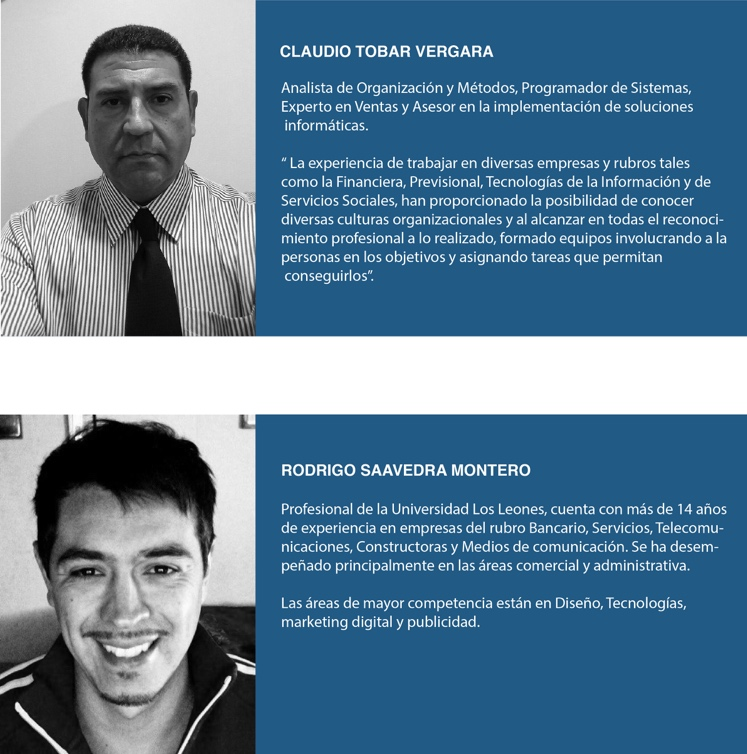 CLAUDIO TOBAR VERGARA
Analista de Organización y Métodos, Programador de Sistemas,
Experto en Ventas y Asesor en la implementación de soluciones
informáticas.
“ La experiencia de trabajar en diversas empresas y rubros tales
como la Financiera, Previsional, Tecnologías de la Información y de
Servicios Sociales, han proporcionado la posibilidad de conocer
diversas culturas organizacionales y al alcanzar en todas el reconoci-
miento profesional a lo realizado, formado equipos involucrando a la
personas en los objetivos y asignando tareas que permitan
conseguirlos”.
RODRIGO SAAVEDRA MONTERO
Profesional de la Universidad Los Leones, cuenta con más de 14 años
de experiencia en empresas del rubro Bancario, Servicios, Telecomu-
nicaciones, Constructoras y Medios de comunicación. Se ha desem-
peñado principalmente en las áreas comercial y administrativa.
Las áreas de mayor competencia están en Diseño, Tecnologías,
marketing digital y publicidad.